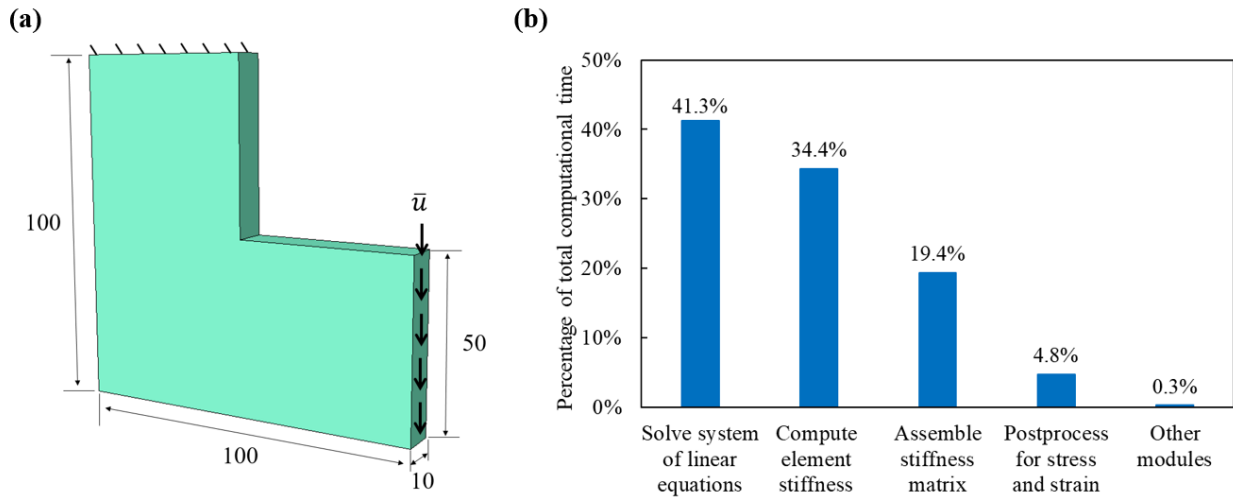 (a)
100
ū
50
100
10
(b)
Percentage of total computational time
50%
40%
30%
20%
10%
0%
41.3%
34.4%
19.4%
4.8%
0.3%
Solve system
of linear
equations
Compute
element
stiffness
Assemble
stiffness
matrix
Postprocess
for stress
and strain
Other
modules